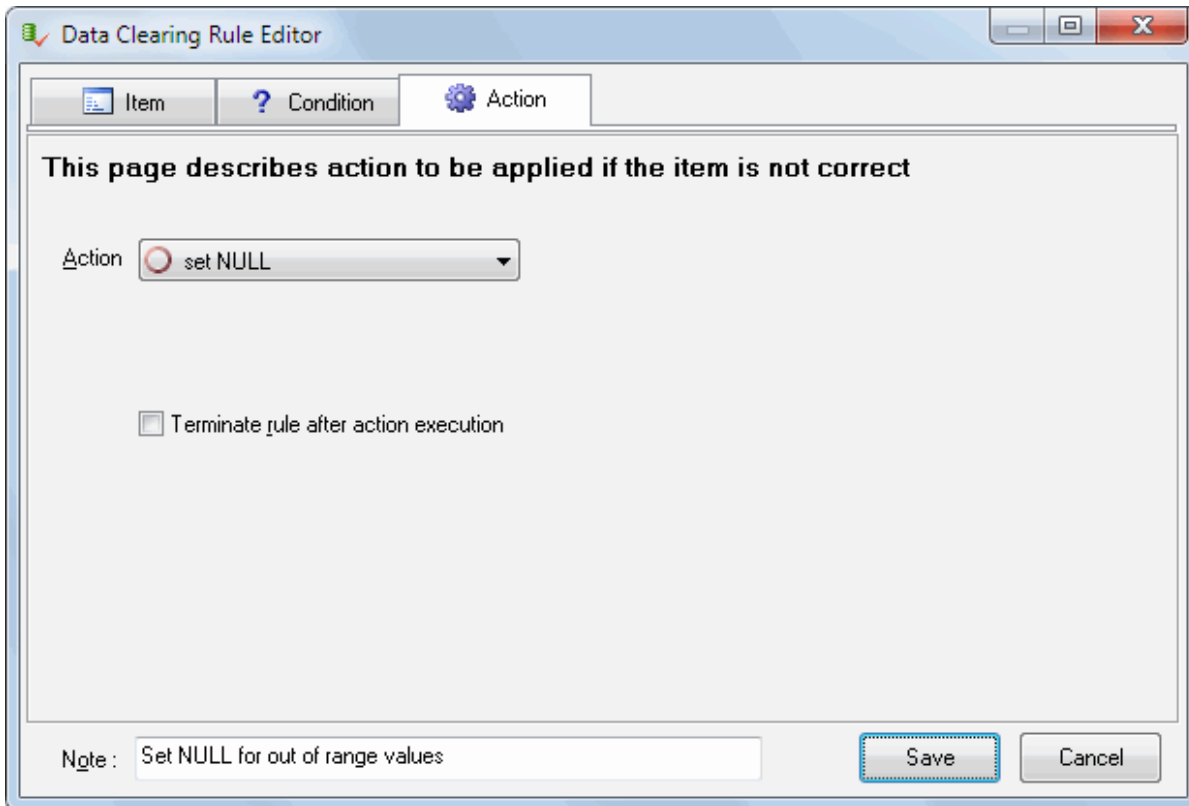 Data Clearing Rule Editor
Item
? Condition
Action
This page describes action to be applied if the item is not correct
Action
set NULL
Terminate rule after action execution
Note : Set NULL for out of range values
Save
Cancel